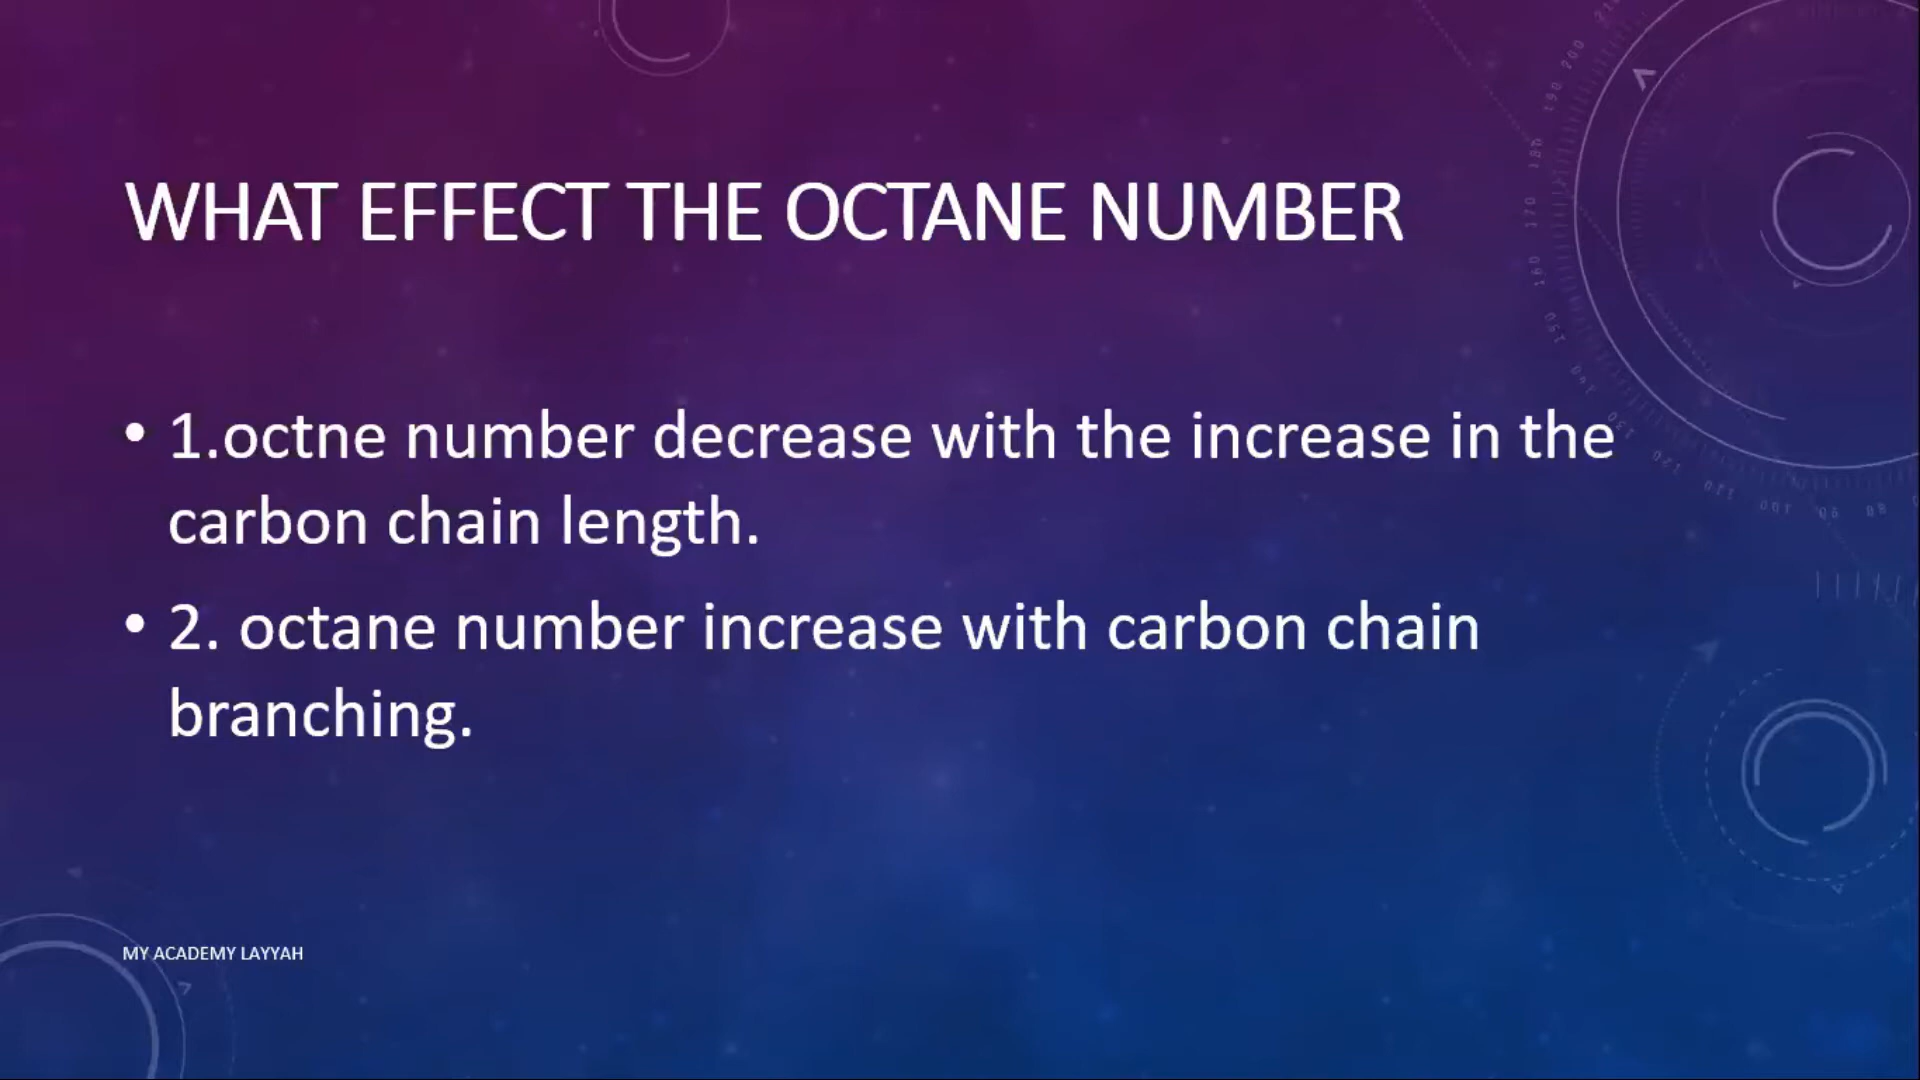 WHAT EFFECT THE OCTANE NUMBER
• 1.octne number decrease with the increase in the
carbon chain length.
• 2. octane number increase with carbon chain
branching.
MY ACADEMY LAYYAH